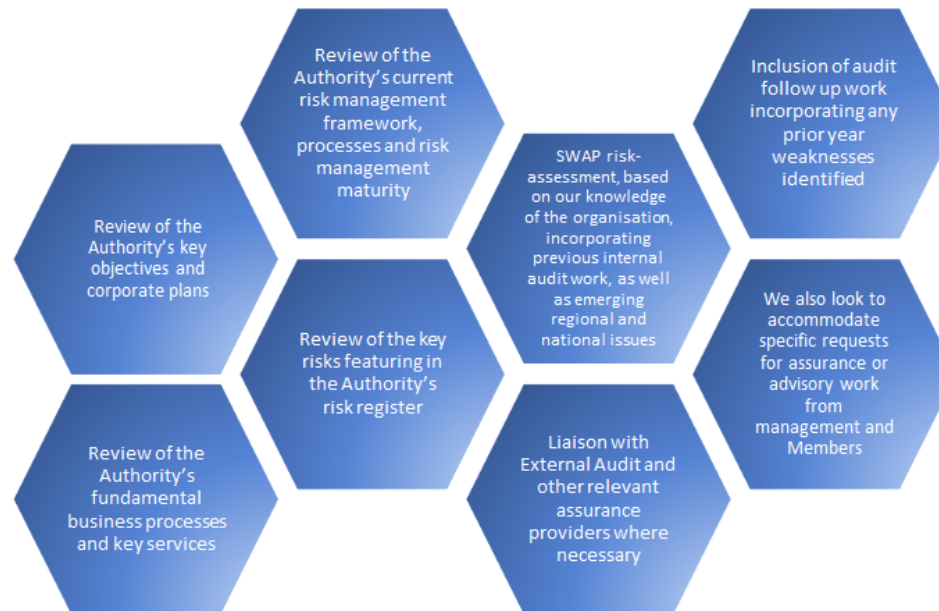 Review of the
Authority's current
risk management
framework,
processes and risk
management
maturity
Inclusion of audit
follow up work
incorporating any
prior year
weaknesses
identified
SWAP risk-
assessment, based
on our knowledge
of the organisation,
incorporating
previous internal
audit work, as well
as emerging
regional and
national issues
Review of the
Authority's key
objectives and
corporate plans
Review of the key
risks featuring in
the Authority's
risk register
We also look to
accommodate
specific requests
for assurance or
advisory work
from
management and
Members
Review of the
Authority's
fundamental
business processes
and key services
Liaison with
External Audit and
other relevant
assurance
providers where
necessary